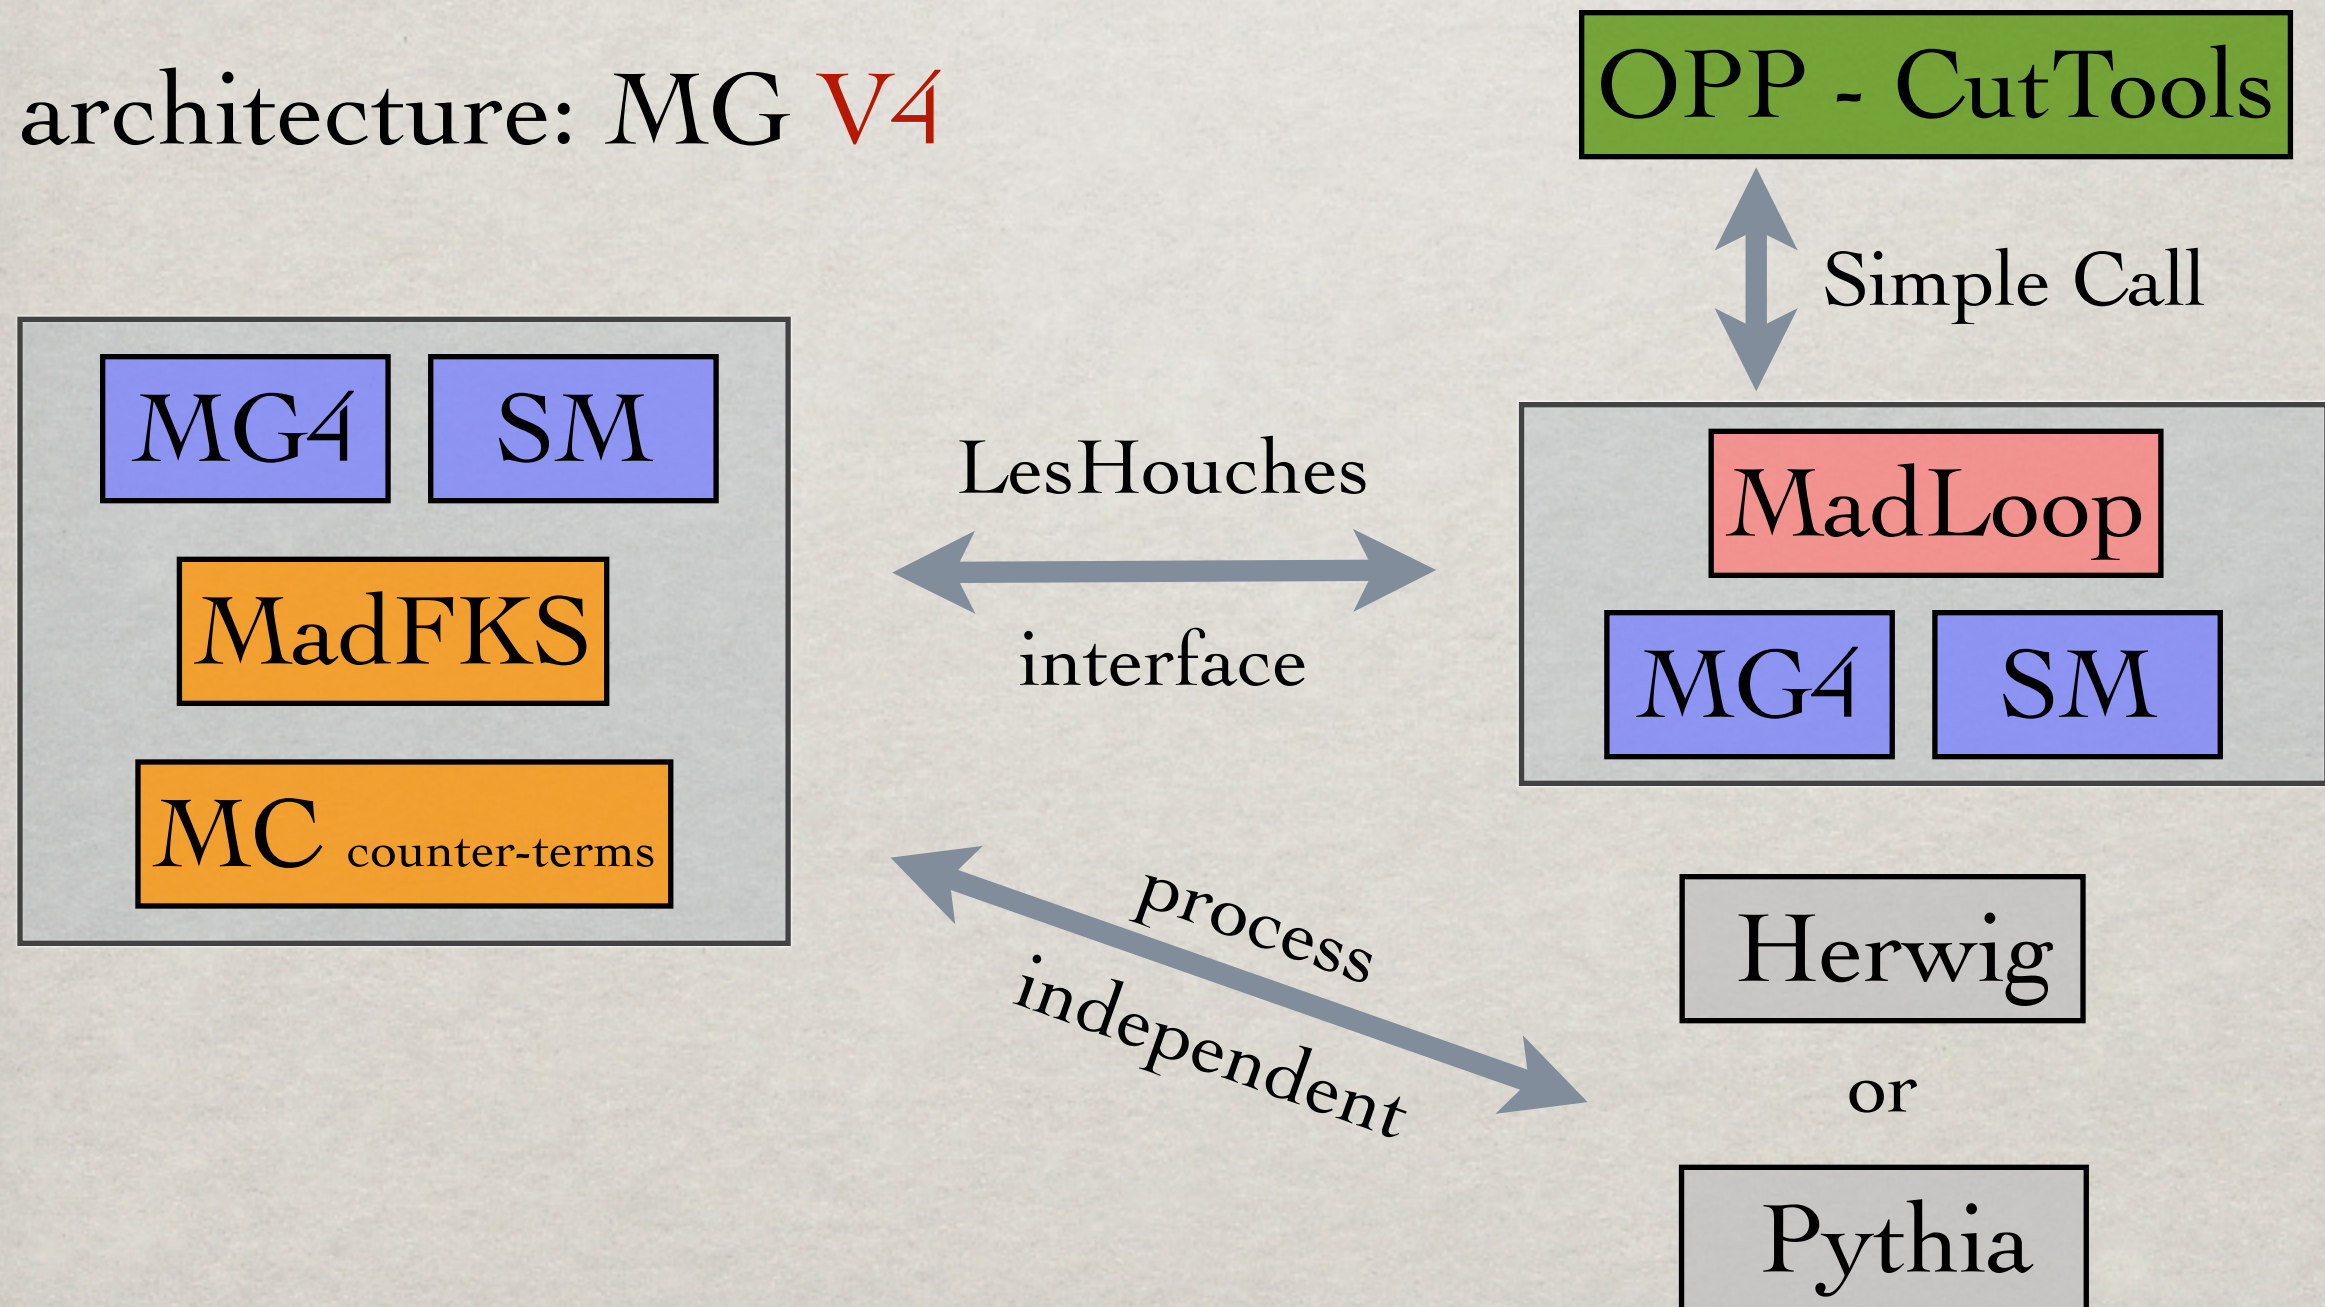 architecture: MG V4
OPP - CutTools
Simple Call
MG4
SM
MadFKS
MC counter-terms
LesHouches
interface
MadLoop
MG4
SM
process
independent
Herwig
or
Pythia